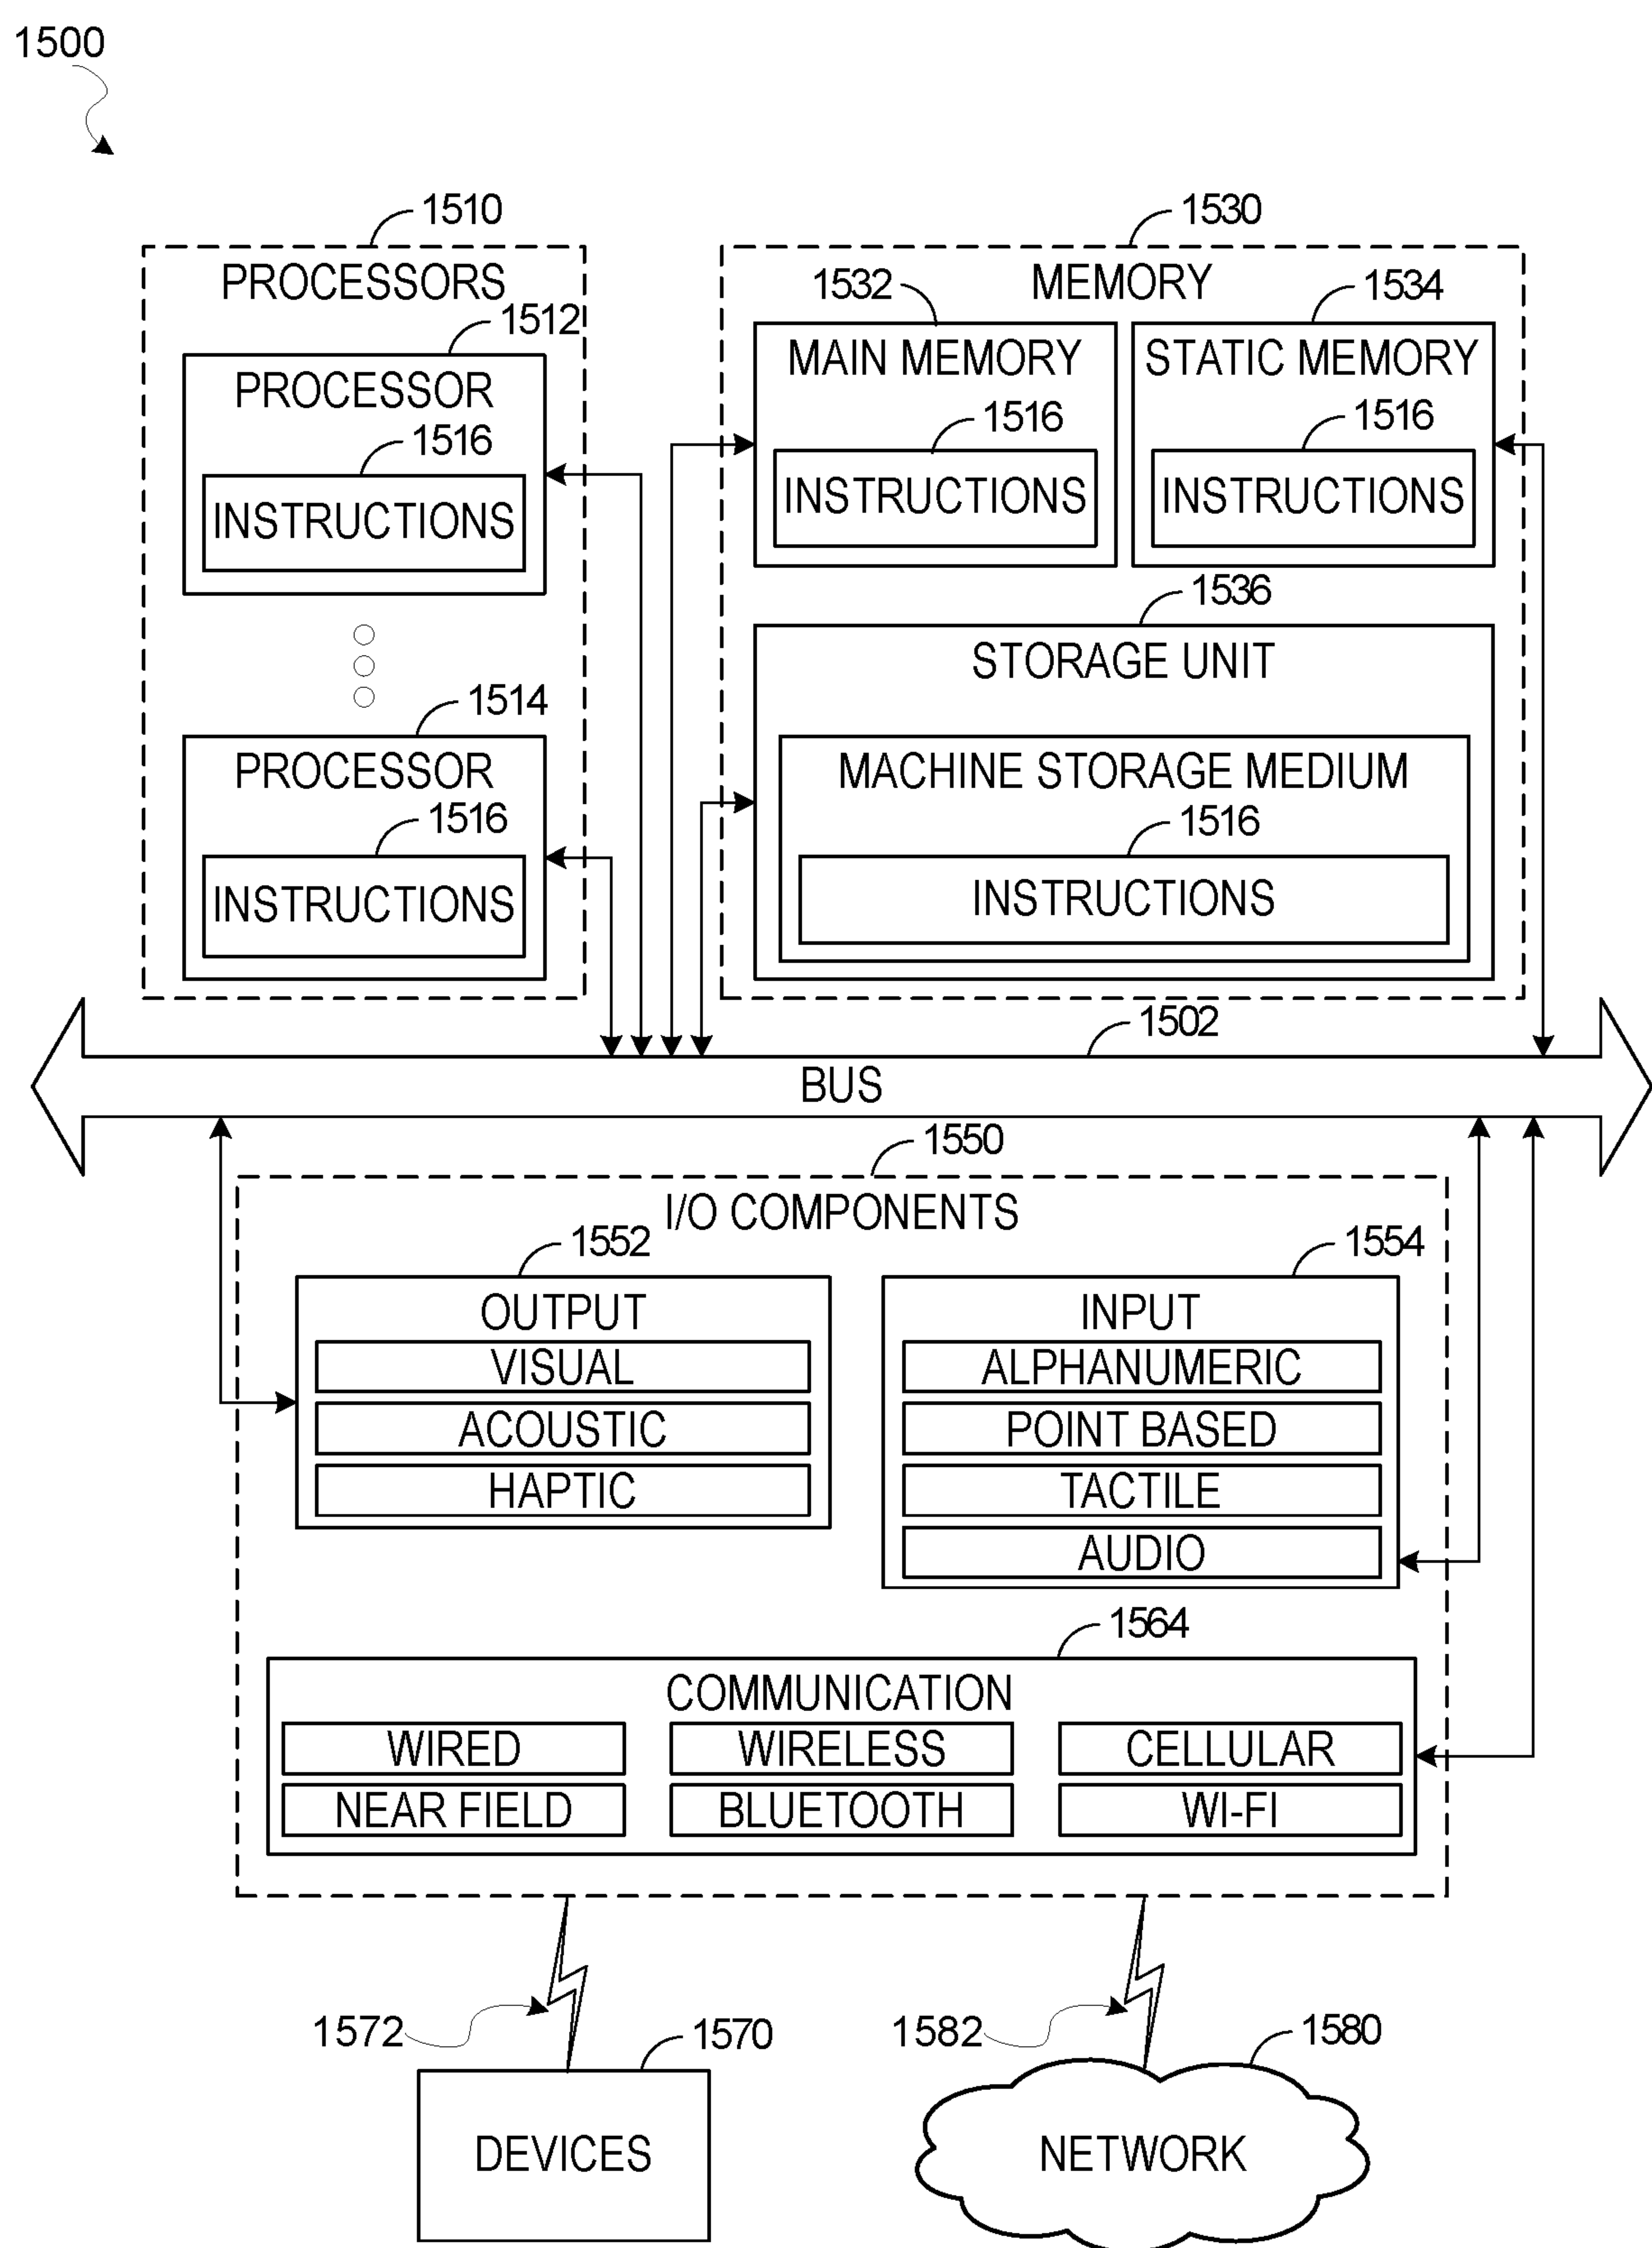 1500
1510
PROCESSORS
1512
PROCESSOR
1516
INSTRUCTIONS
1514
PROCESSOR
1516
INSTRUCTIONS
1530
MEMORY
1532
MAIN MEMORY
1516
INSTRUCTIONS
1534
STATIC MEMORY
1516
INSTRUCTIONS
1536
STORAGE UNIT
MACHINE STORAGE MEDIUM
1516
INSTRUCTIONS
1502
BUS
1550
I/O COMPONENTS
1552
OUTPUT
VISUAL
ACOUSTIC
HAPTIC
1554
INPUT
ALPHANUMERIC
POINT BASED
TACTILE
AUDIO
1564
COMMUNICATION
WIRED
WIRELESS
CELLULAR
NEAR FIELD
BLUETOOTH
WI-FI
1572
1570
DEVICES
1582
1580
NETWORK